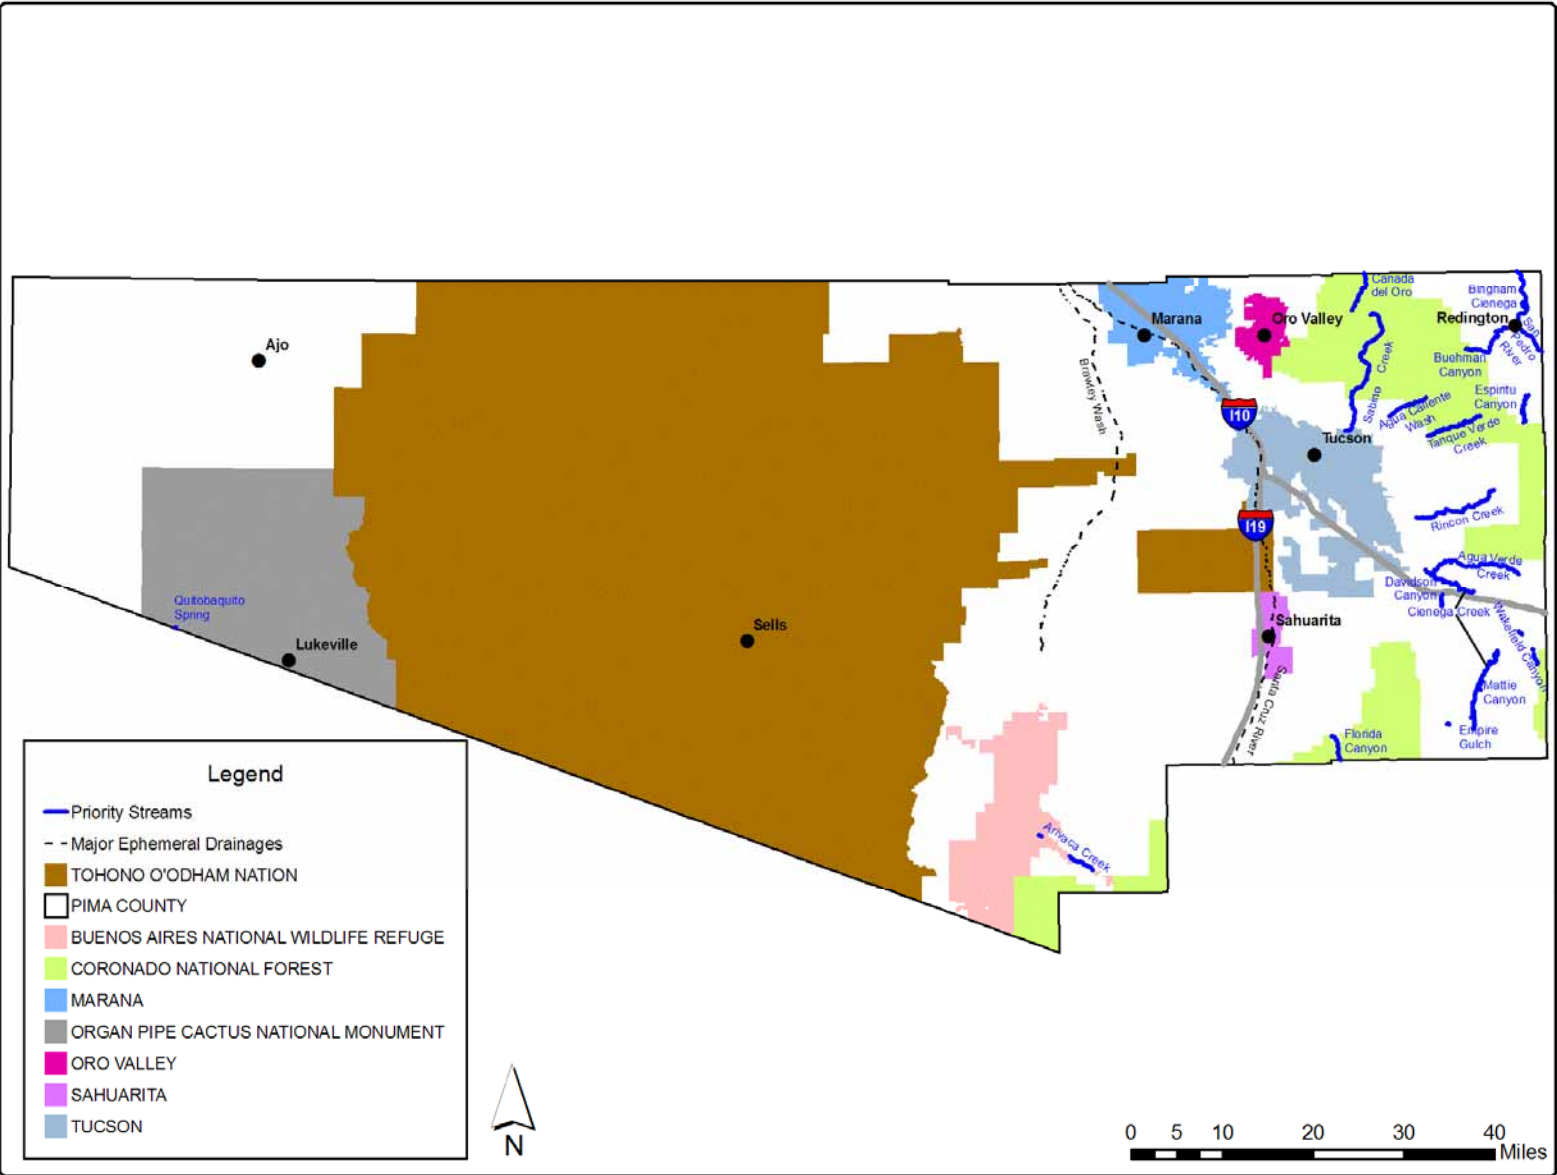 Canada
del Oro
Bingham
Cienega
Marana
Oro Valley
Redington
San
Pedro
River
Ajo
Buehman
Canyon
Sabino
Creek
Brawley Wash
Espiritu
Canyon
Agua Caliente
Wash
I10
Tanque Verde
Creek
Tucson
I19
Rincon Creek
Agua Verde
Creek
Davidson
Canyon
Cienega Creek
Quitobaquito
Spring
Wakefield Canyon
Sahuarita
Sells
Lukeville
Santa Cruz River
Mattie
Canyon
Empire
Gulch
Florida
Canyon
Arivaca Creek
Legend
Priority Streams
Major Ephemeral Drainages
TOHONO O'ODHAM NATION
PIMA COUNTY
BUENOS AIRES NATIONAL WILDLIFE REFUGE
CORONADO NATIONAL FOREST
MARANA
ORGAN PIPE CACTUS NATIONAL MONUMENT
ORO VALLEY
SAHUARITA
TUCSON
N
0 5 10 20 30 40
Miles